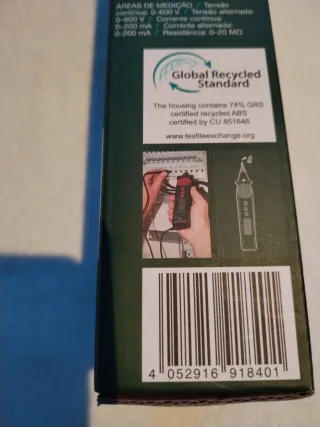 ÁREAS DE MEDIÇÃO / Tensão
contínua: 0-600 V / Tensão alternada:
0-600 V / Corrente contínua:
0-200 mA / Corrente alternada:
0-200 mA / Resistência: 0-20 MΩ
Global Recycled
Standard
The housing contains 74% GRS
certified recycled ABS
certified by CU 851646
www.textileexchange.org
4 052916 918401